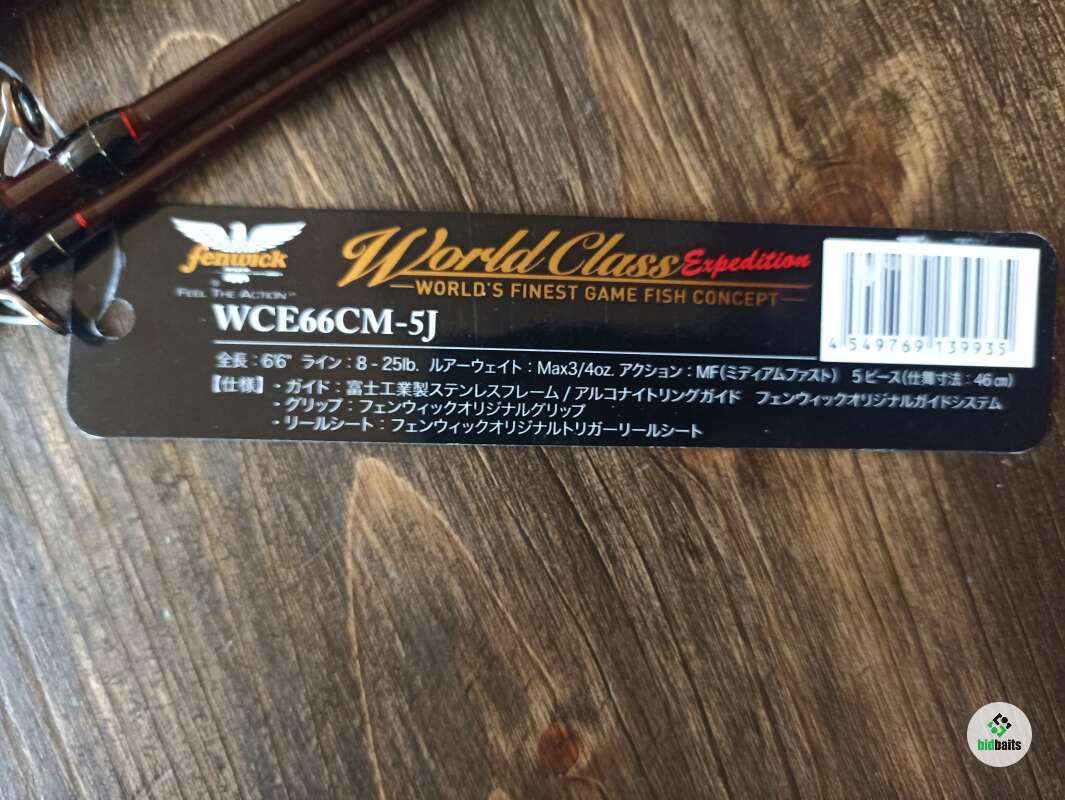 fenwick
FEEL THE ACTION
World Class Expedition
WORLD'S FINEST GAME FISH CONCEPT
WCE66CM-5J
4 549769 139935
全長：6'6" ライン：8 - 25lb. ルアーウェイト：Max3/4oz. アクション：MF(ミディアムファスト) 5ピース(仕舞寸法：46㎝)
【仕様】・ガイド：富士工業製ステンレスフレーム / アルコナイトリングガイド フェンウィックオリジナルガイドシステム
・グリップ：フェンウィックオリジナルグリップ
・リールシート：フェンウィックオリジナルトリガーリールシート
bidbaits